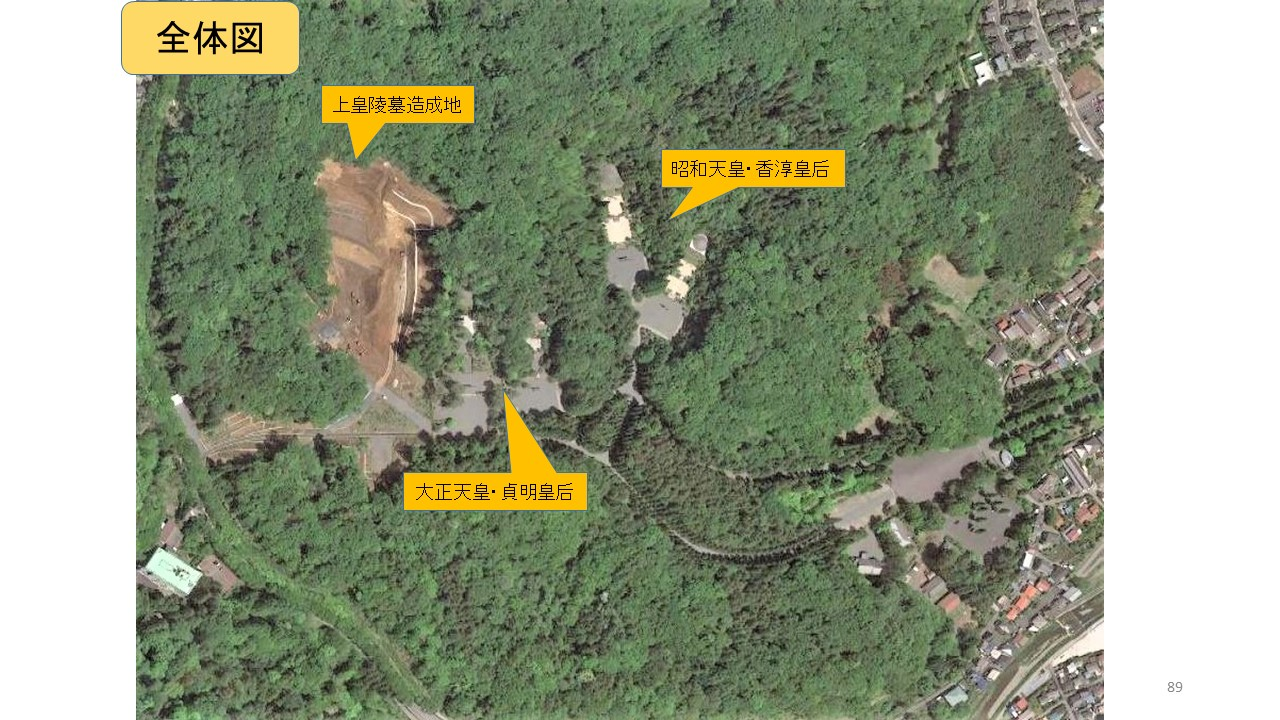 全体図
上皇陵墓造成地
昭和天皇・香淳皇后
大正天皇・貞明皇后
89